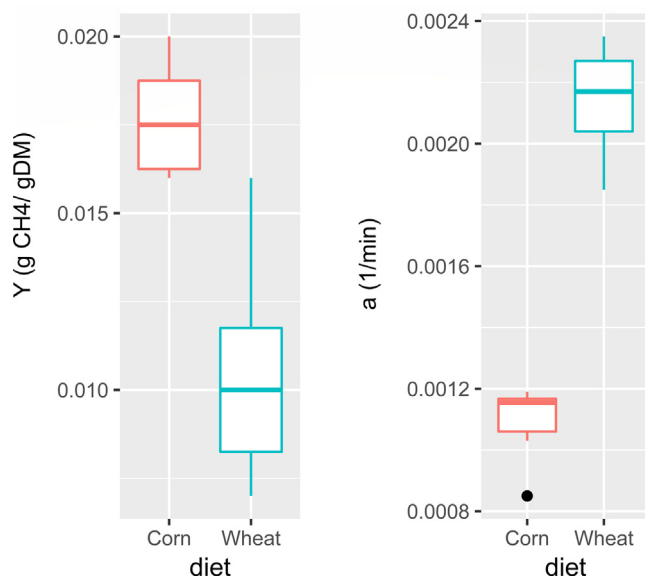 Y (g CH4/ gDM)
0.020
0.015
0.010
Corn Wheat
diet
a (1/min)
0.0024
0.0020
0.0016
0.0012
0.0008
Corn Wheat
diet